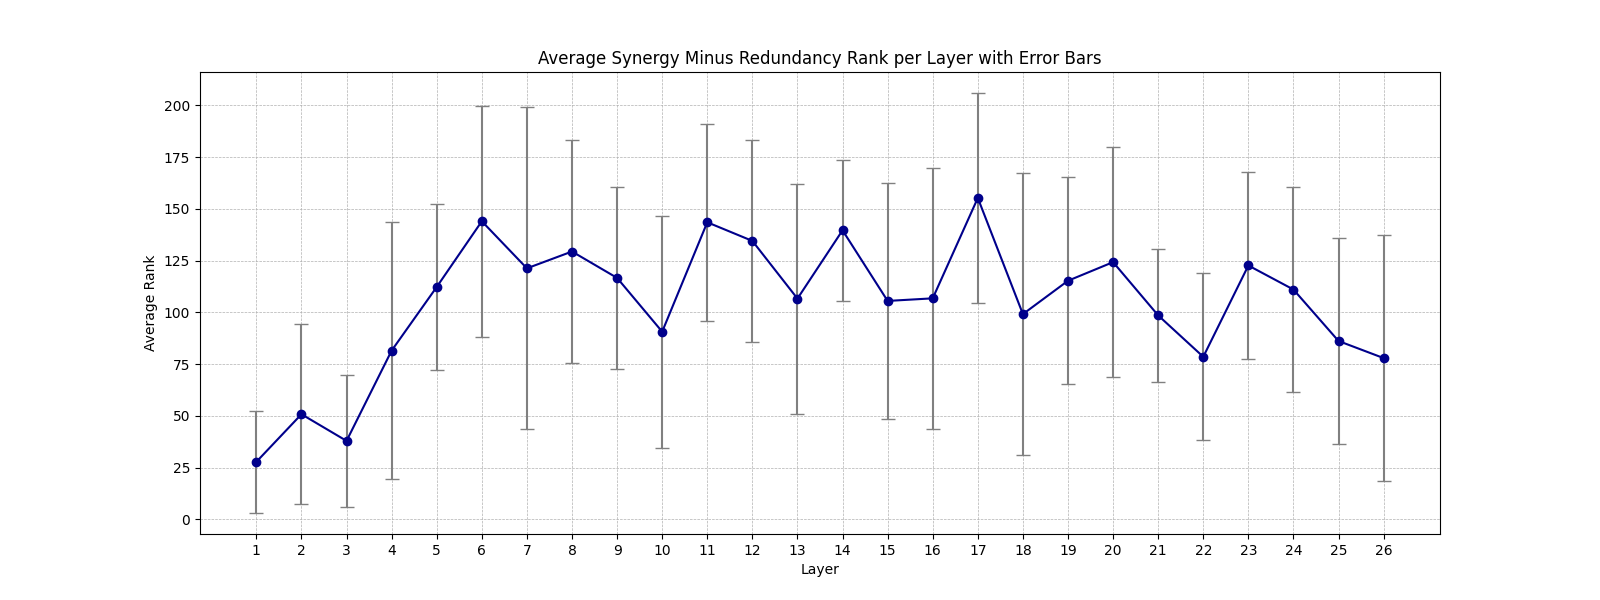 Average Synergy Minus Redundancy Rank per Layer with Error Bars
Average Rank
200
175
150
125
100
75
50
25
0
1 2 3 4 5 6 7 8 9 10 11 12 13 14 15 16 17 18 19 20 21 22 23 24 25 26
Layer